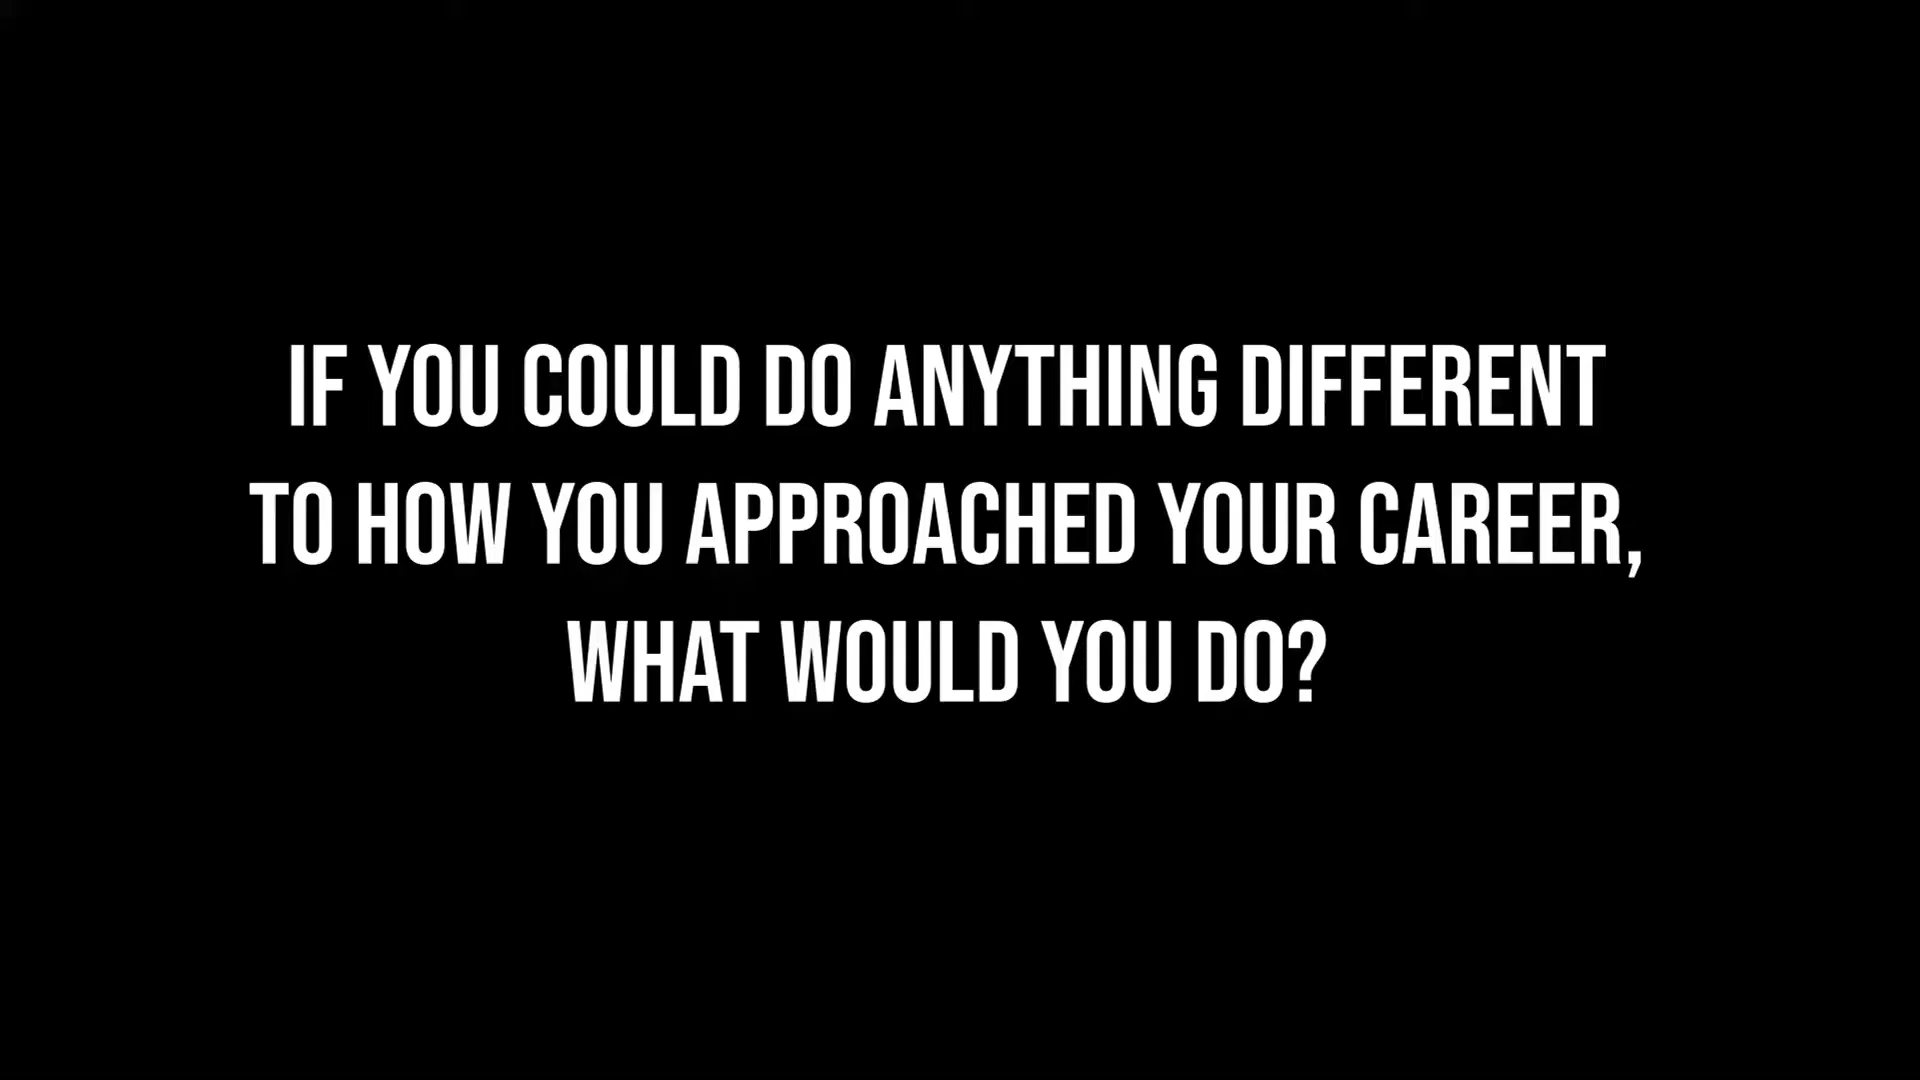 IF YOU COULD DO ANYTHING DIFFERENT
TO HOW YOU APPROACHED YOUR CAREER,
WHAT WOULD YOU DO?